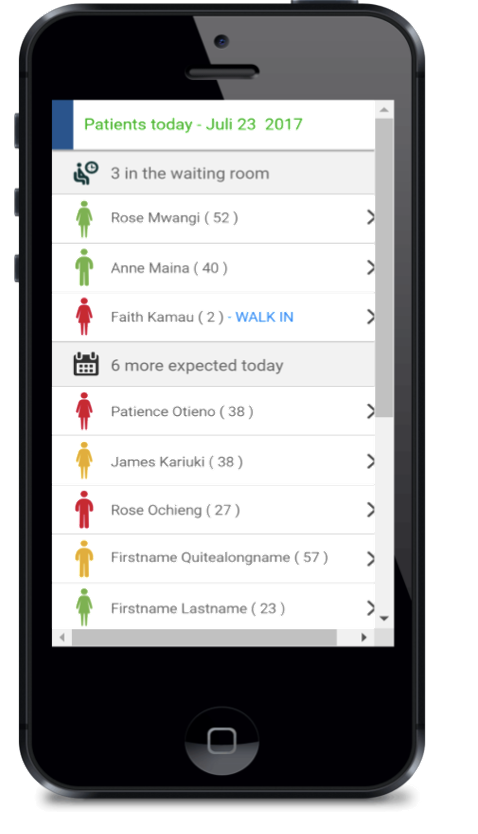 Patients today - Juli 23 2017
3 in the waiting room
Rose Mwangi ( 52 )
Anne Maina ( 40 )
Faith Kamau ( 2 ) - WALK IN
6 more expected today
Patience Otieno ( 38 )
James Kariuki ( 38 )
Rose Ochieng ( 27 )
Firstname Quitealongname ( 57 )
Firstname Lastname ( 23 )